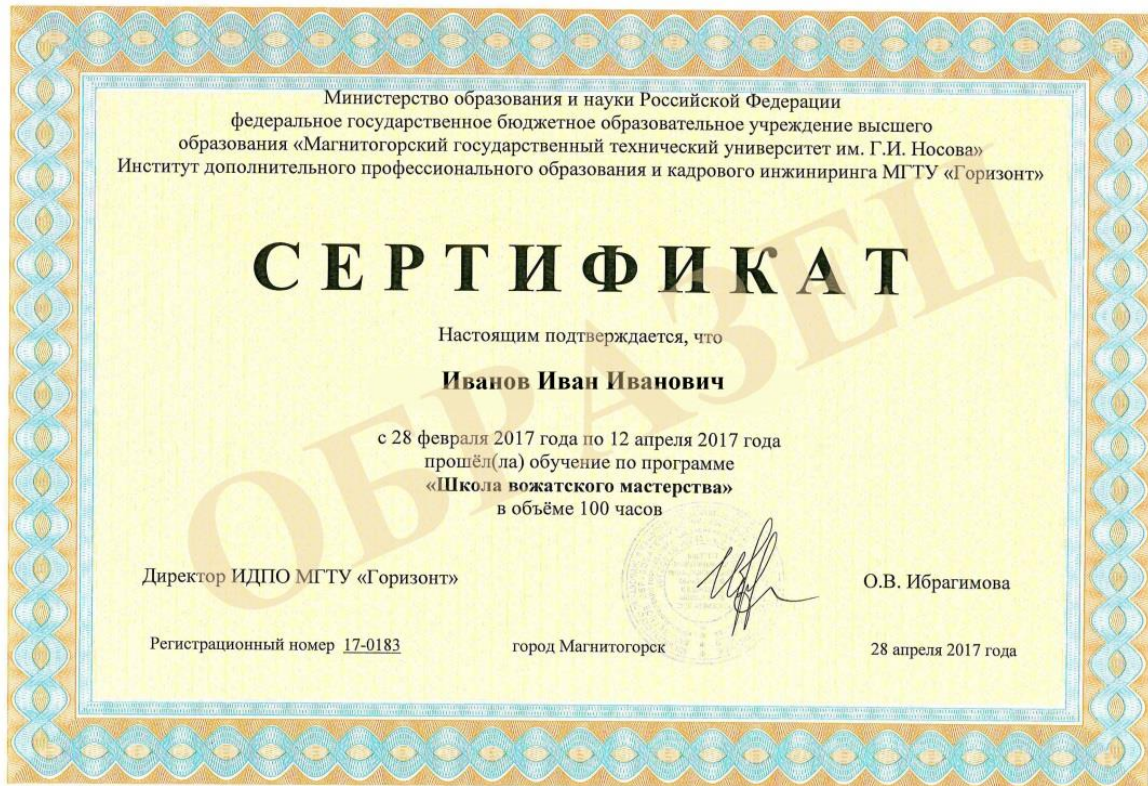 Министерство образования и науки Российской Федерации
федеральное государственное бюджетное образовательное учреждение высшего
образования «Магнитогорский государственный технический университет им. Г.И. Носова»
Институт дополнительного профессионального образования и кадрового инжиниринга МГТУ «Горизонт»
СЕРТИФИКАТ
Настоящим подтверждается, что
Иванов Иван Иванович
с 28 февраля 2017 года по 12 апреля 2017 года
прошёл(ла) обучение по программе
«Школа вожатского мастерства»
в объёме 100 часов
Директор ИДПО МГТУ «Горизонт» О.В. Ибрагимова
Регистрационный номер 17-0183 город Магнитогорск 28 апреля 2017 года
ОБРАЗЕЦ